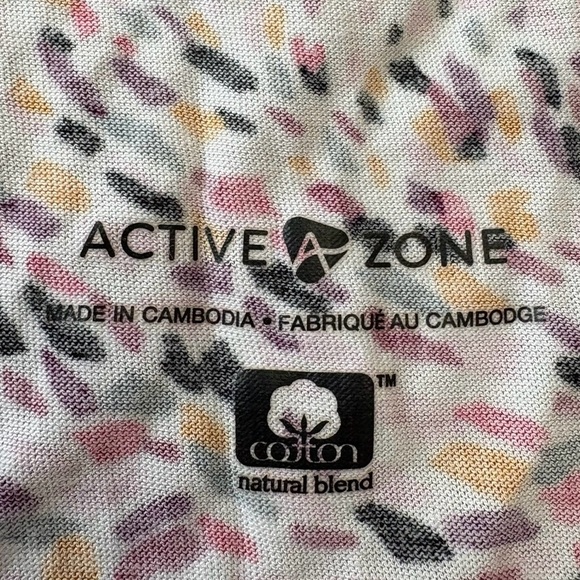 ACTIVE A ZONE
MADE IN CAMBODIA • FABRIQUÉ AU CAMBODGE
cotton ™
natural blend